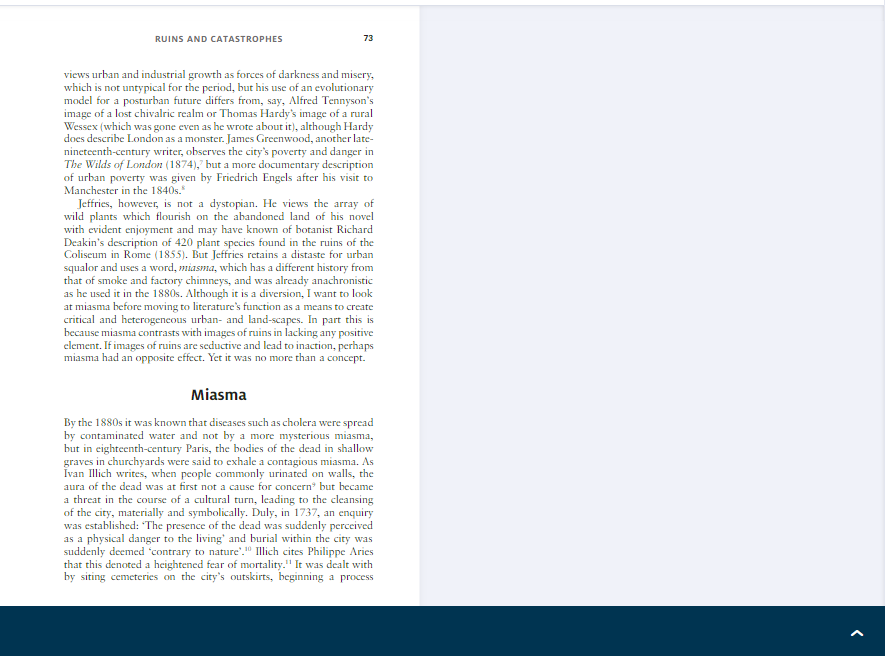 RUINS AND CATASTROPHES 73
views urban and industrial growth as forces of darkness and misery,
which is not untypical for the period, but his use of an evolutionary
model for a posturban future differs from, say, Alfred Tennyson's
image of a lost chivalric realm or Thomas Hardy's image of a rural
Wessex (which was gone even as he wrote about it), although Hardy
does describe London as a monster. James Greenwood, another late-
nineteenth-century writer, observes the city's poverty and danger in
The Wilds of London (1874),⁷ but a more documentary description
of urban poverty was given by Friedrich Engels after his visit to
Manchester in the 1840s.⁸
Jeffries, however, is not a dystopian. He views the array of
wild plants which flourish on the abandoned land of his novel
with evident enjoyment and may have known of botanist Richard
Deakin's description of 420 plant species found in the ruins of the
Coliseum in Rome (1855). But Jeffries retains a distaste for urban
squalor and uses a word, miasma, which has a different history from
that of smoke and factory chimneys, and was already anachronistic
as he used it in the 1880s. Although it is a diversion, I want to look
at miasma before moving to literature's function as a means to create
critical and heterogeneous urban- and land-scapes. In part this is
because miasma contrasts with images of ruins in lacking any positive
element. If images of ruins are seductive and lead to inaction, perhaps
miasma had an opposite effect. Yet it was no more than a concept.
Miasma
By the 1880s it was known that diseases such as cholera were spread
by contaminated water and not by a more mysterious miasma,
but in eighteenth-century Paris, the bodies of the dead in shallow
graves in churchyards were said to exhale a contagious miasma. As
Ivan Illich writes, when people commonly urinated on walls, the
aura of the dead was at first not a cause for concern⁹ but became
a threat in the course of a cultural turn, leading to the cleansing
of the city, materially and symbolically. Duly, in 1737, an enquiry
was established: 'The presence of the dead was suddenly perceived
as a physical danger to the living' and burial within the city was
suddenly deemed 'contrary to nature'.¹⁰ Illich cites Philippe Aries
that this denoted a heightened fear of mortality.¹¹ It was dealt with
by siting cemeteries on the city's outskirts, beginning a process